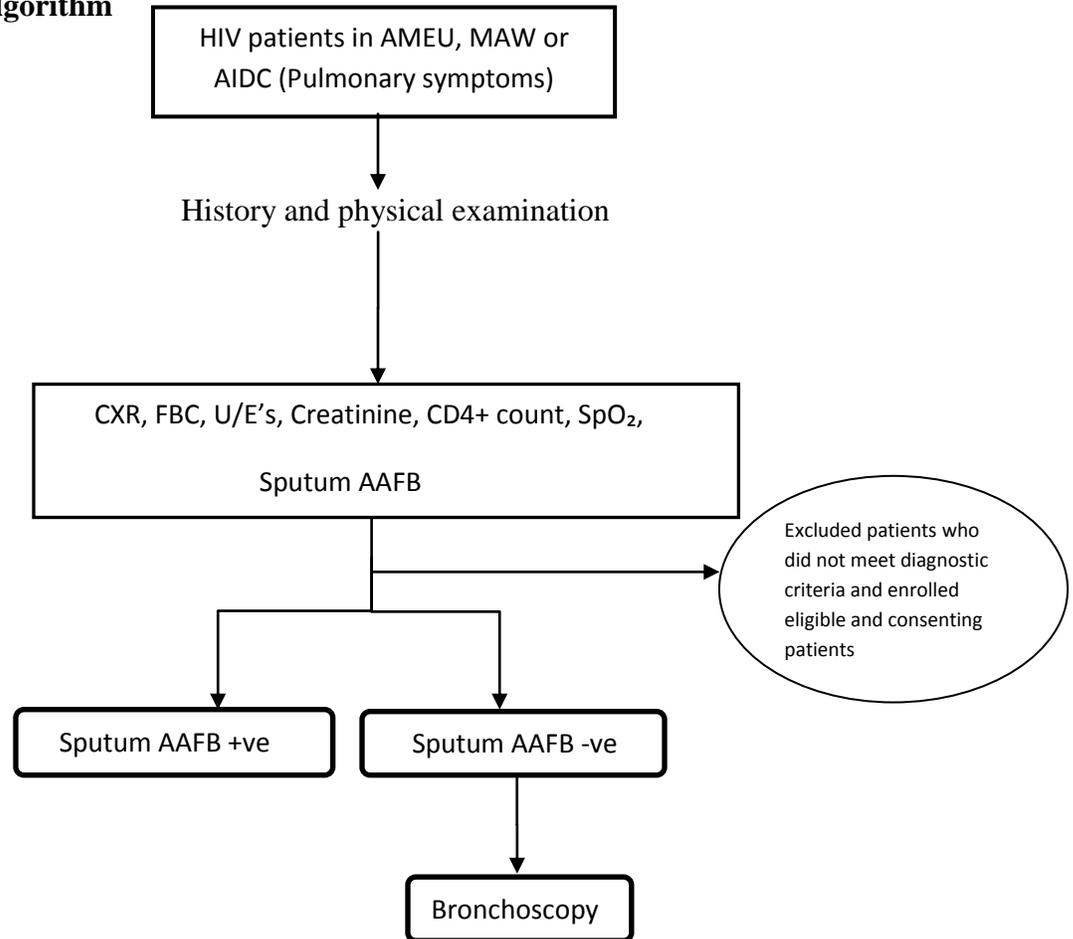 lgorithm
HIV patients in AMEU, MAW or
AIDC (Pulmonary symptoms)
History and physical examination
CXR, FBC, U/E’s, Creatinine, CD4+ count, SpO₂,
Sputum AAFB
Excluded patients who
did not meet diagnostic
criteria and enrolled
eligible and consenting
patients
Sputum AAFB +ve
Sputum AAFB -ve
Bronchoscopy